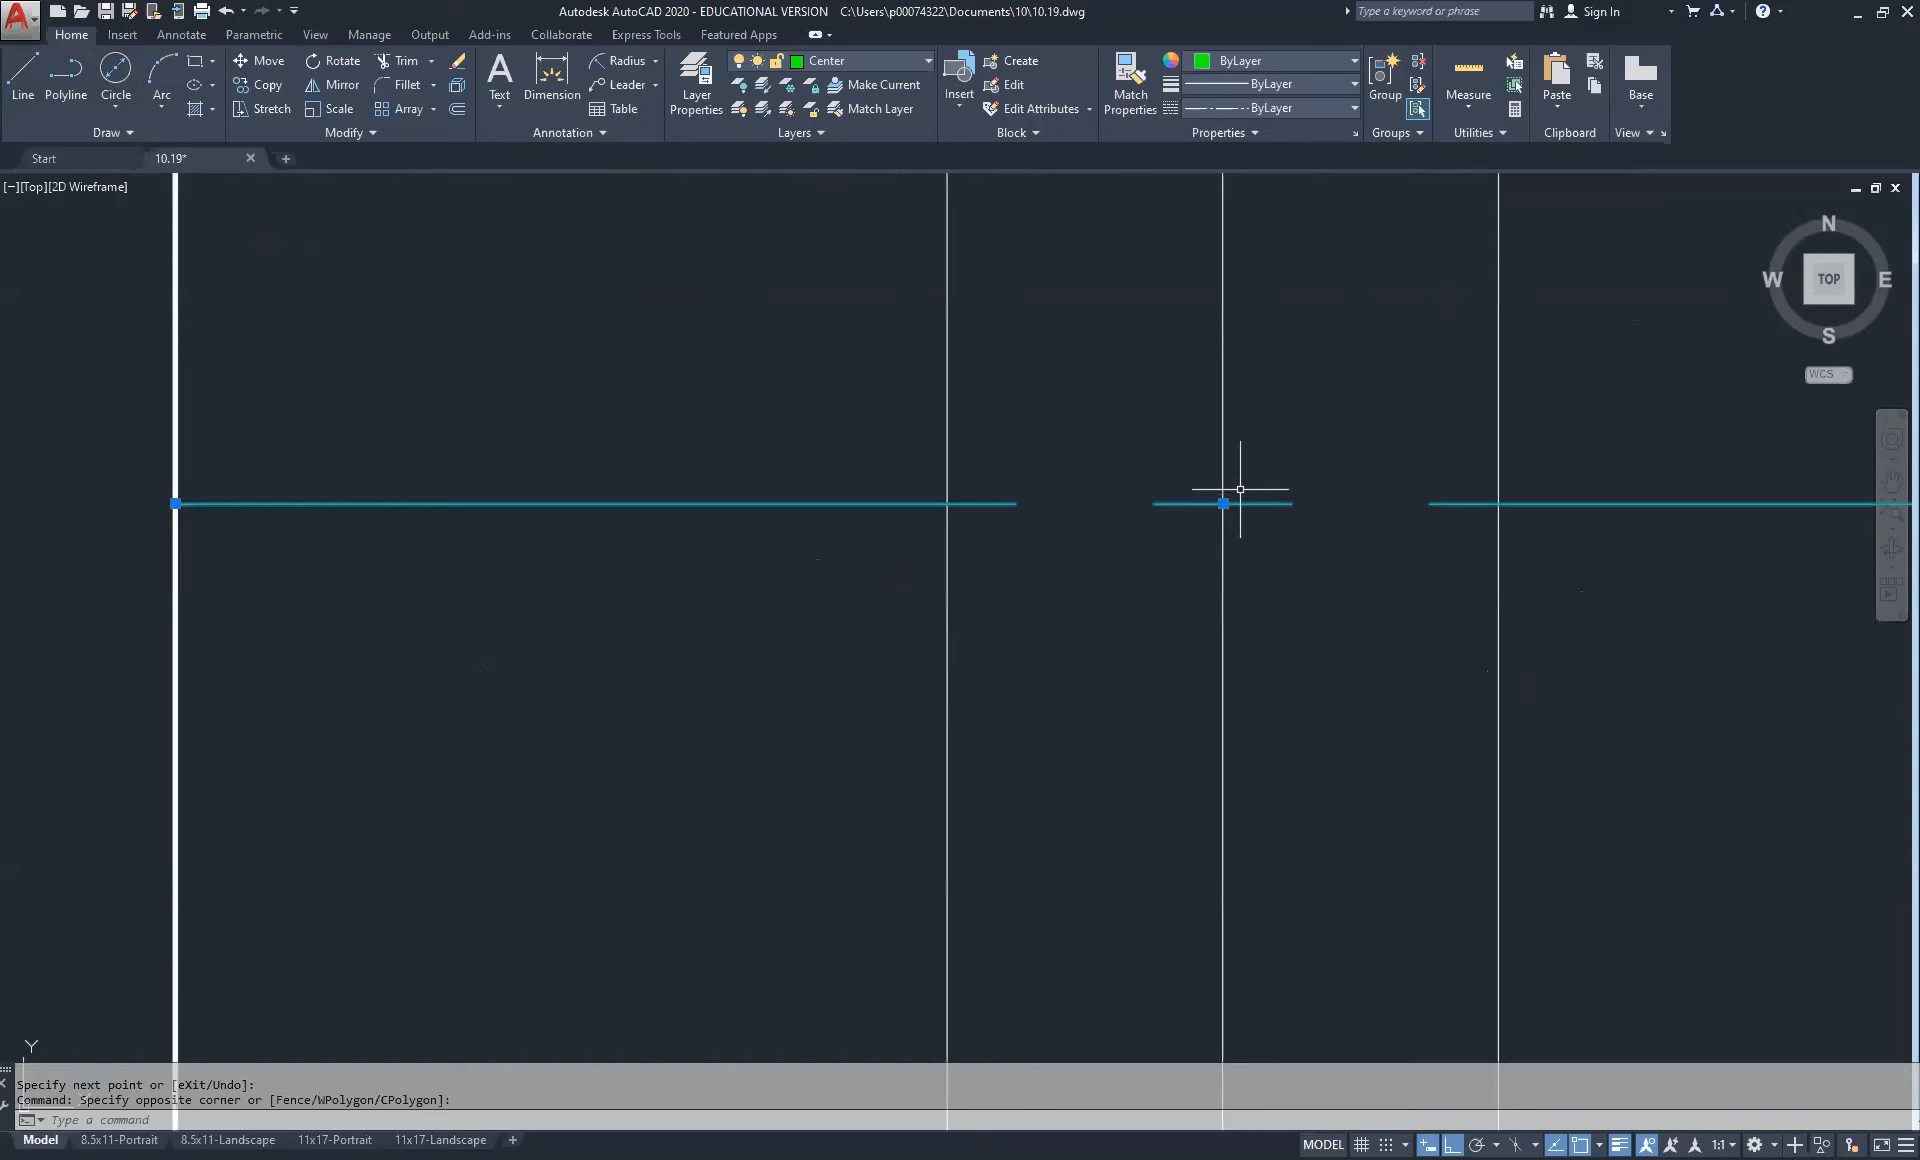 Autodesk AutoCAD 2020 - EDUCATIONAL VERSION C:\Users\p00074322\Documents\10\10.19.dwg
Type a keyword or phrase
Sign In
Home Insert Annotate Parametric View Manage Output Add-ins Collaborate Express Tools Featured Apps
Line Polyline Circle Arc
Move Rotate Trim
Copy Mirror Fillet
Stretch Scale Array
Text Dimension
Radius
Leader
Table
Layer Properties
Center
Make Current
Match Layer
Insert
Create
Edit
Edit Attributes
Match Properties
ByLayer
ByLayer
ByLayer
Group
Measure
Paste
Base
Draw Modify Annotation Layers Block Properties Groups Utilities Clipboard View
Start 10.19*
[−][Top][2D Wireframe]
N
W TOP E
S
WCS
Y
Specify next point or [eXit/Undo]:
Command: Specify opposite corner or [Fence/WPolygon/CPolygon]:
Type a command
Model 8.5x11-Portrait 8.5x11-Landscape 11x17-Portrait 11x17-Landscape
MODEL
1:1